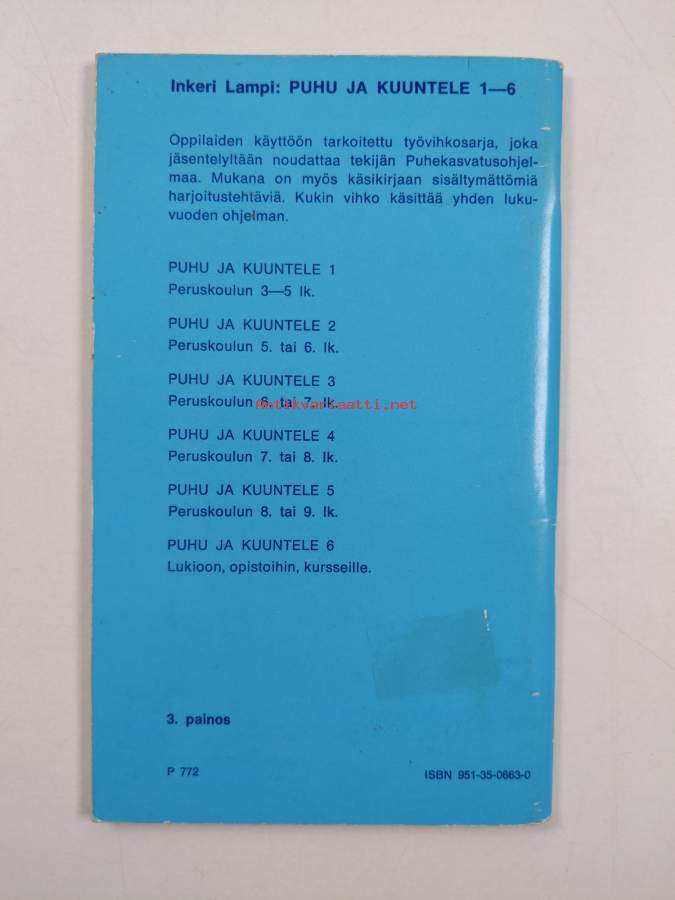 Inkeri Lampi: PUHU JA KUUNTELE 1—6
Oppilaiden käyttöön tarkoitettu työvihkosarja, joka
jäsentelyltään noudattaa tekijän Puhekasvatusohjel-
maa. Mukana on myös käsikirjaan sisältymättömiä
harjoitustehtäviä. Kukin vihko käsittää yhden luku-
vuoden ohjelman.
PUHU JA KUUNTELE 1
Peruskoulun 3—5 lk.
PUHU JA KUUNTELE 2
Peruskoulun 5. tai 6. lk.
PUHU JA KUUNTELE 3
Peruskoulun 6. tai 7. lk.
Antikvariaatti.net
PUHU JA KUUNTELE 4
Peruskoulun 7. tai 8. lk.
PUHU JA KUUNTELE 5
Peruskoulun 8. tai 9. lk.
PUHU JA KUUNTELE 6
Lukioon, opistoihin, kursseille.
3. painos
P 772
ISBN 951-35-0663-0